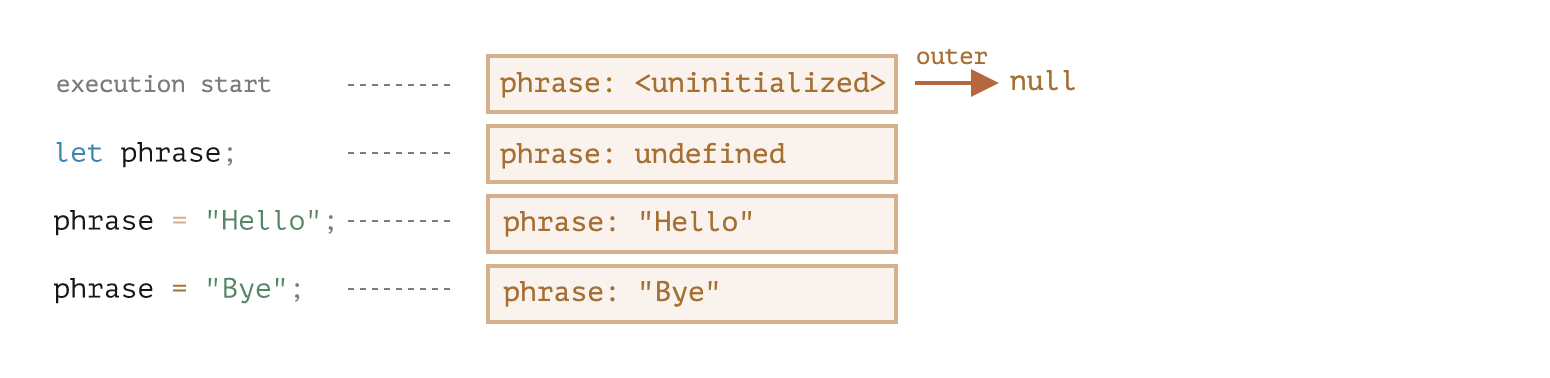 outer
execution start phrase: <uninitialized> null
let phrase; phrase: undefined
phrase = "Hello"; phrase: "Hello"
phrase = "Bye"; phrase: "Bye"